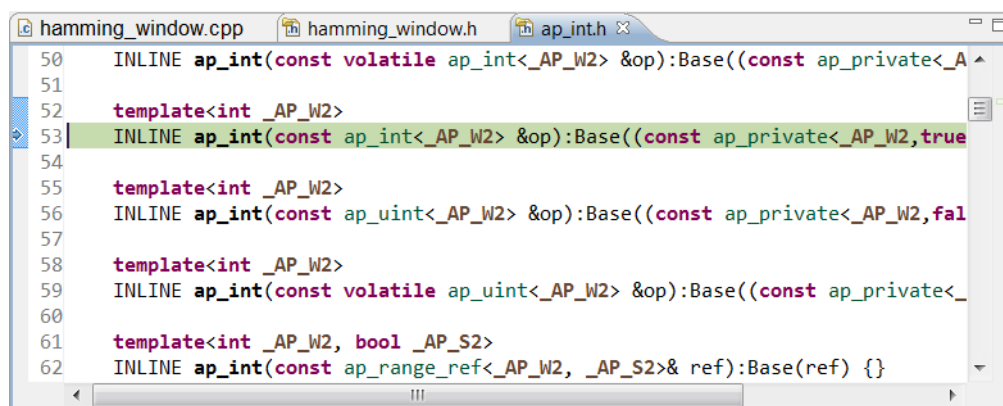 hamming_window.cpp hamming_window.h ap_int.h
50 INLINE ap_int(const volatile ap_int<_AP_W2> &op):Base((const ap_private<_A
51
52 template<int _AP_W2>
53 INLINE ap_int(const ap_int<_AP_W2> &op):Base((const ap_private<_AP_W2,true
54
55 template<int _AP_W2>
56 INLINE ap_int(const ap_uint<_AP_W2> &op):Base((const ap_private<_AP_W2,fal
57
58 template<int _AP_W2>
59 INLINE ap_int(const volatile ap_uint<_AP_W2> &op):Base((const ap_private<_
60
61 template<int _AP_W2, bool _AP_S2>
62 INLINE ap_int(const ap_range_ref<_AP_W2, _AP_S2>& ref):Base(ref) {}